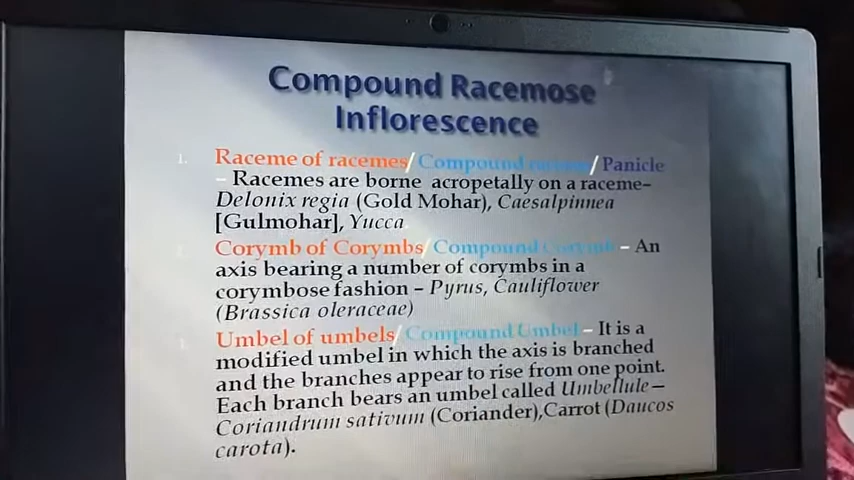 Compound Racemose
Inflorescence
1. Raceme of racemes/Compound raceme/Panicle
– Racemes are borne acropetally on a raceme–
Delonix regia (Gold Mohar), Caesalpinnea
[Gulmohar], Yucca.
Corymb of Corymbs/Compound Corymb – An
axis bearing a number of corymbs in a
corymbose fashion – Pyrus, Cauliflower
(Brassica oleraceae)
Umbel of umbels/Compound Umbel – It is a
modified umbel in which the axis is branched
and the branches appear to rise from one point.
Each branch bears an umbel called Umbellule—
Coriandrum sativum (Coriander),Carrot (Daucos
carota).